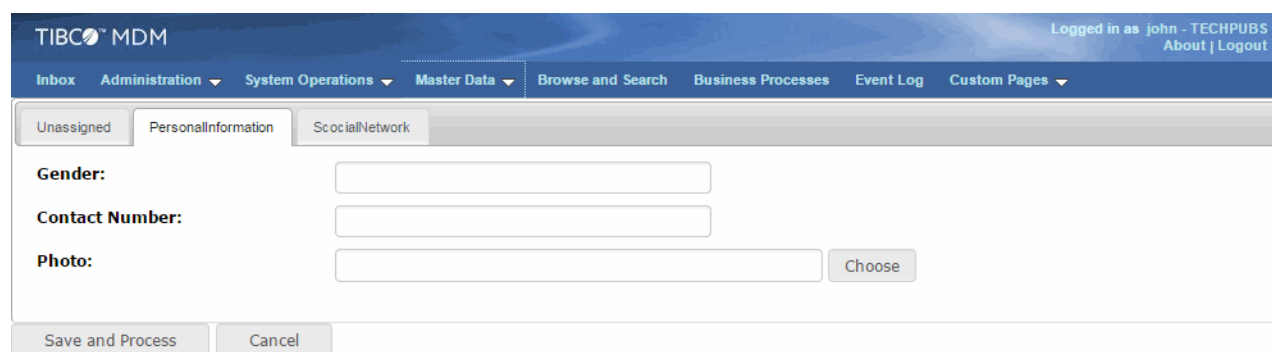 TIBCO™ MDM
Logged in as john - TECHPUBS
About | Logout
Inbox Administration System Operations Master Data Browse and Search Business Processes Event Log Custom Pages
Unassigned PersonalInformation ScocialNetwork
Gender:
Contact Number:
Photo: Choose
Save and Process Cancel